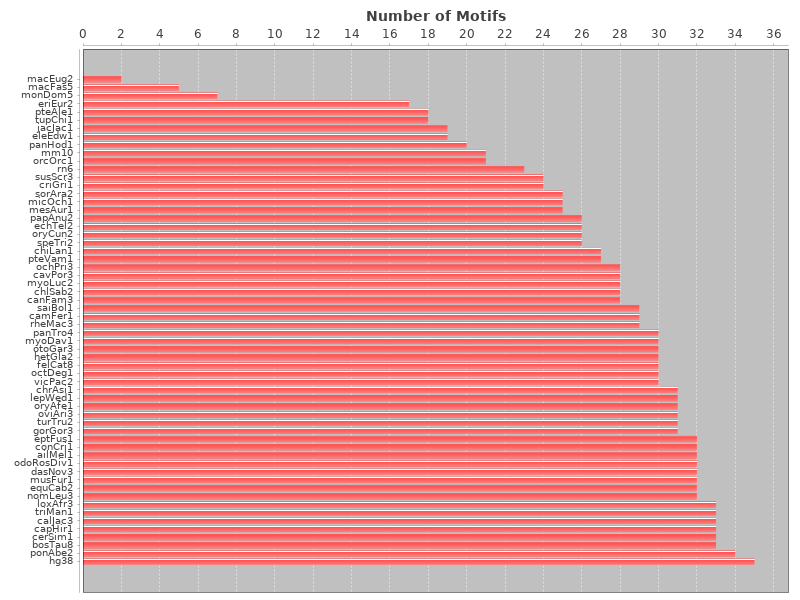 Number of Motifs
0 2 4 6 8 10 12 14 16 18 20 22 24 26 28 30 32 34 36
macEug2
macFas5
monDom5
eriEur2
pteAle1
tupChi1
jacJac1
eleEdw1
panHod1
mm10
orcOrc1
rn6
susScr3
criGri1
sorAra2
micOch1
mesAur1
papAnu2
echTel2
oryCun2
speTri2
chiLan1
pteVam1
ochPri3
cavPor3
myoLuc2
chlSab2
canFam3
saiBol1
camFer1
rheMac3
panTro4
myoDav1
otoGar3
hetGla2
felCat8
octDeg1
vicPac2
chrAsi1
lepWed1
oryAfe1
oviAri3
turTru2
gorGor3
eptFus1
conCri1
ailMel1
odoRosDiv1
dasNov3
musFur1
equCab2
nomLeu3
loxAfr3
triMan1
calJac3
capHir1
cerSim1
bosTau8
ponAbe2
hg38